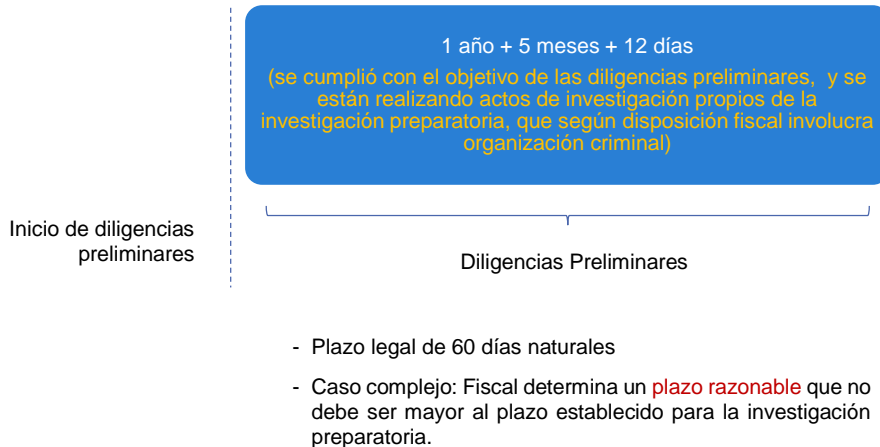 1 año + 5 meses + 12 días
(se cumplió con el objetivo de las diligencias preliminares, y se
están realizando actos de investigación propios de la
investigación preparatoria, que según disposición fiscal involucra
organización criminal)
Inicio de diligencias
preliminares
Diligencias Preliminares
- Plazo legal de 60 días naturales
- Caso complejo: Fiscal determina un plazo razonable que no
debe ser mayor al plazo establecido para la investigación
preparatoria.